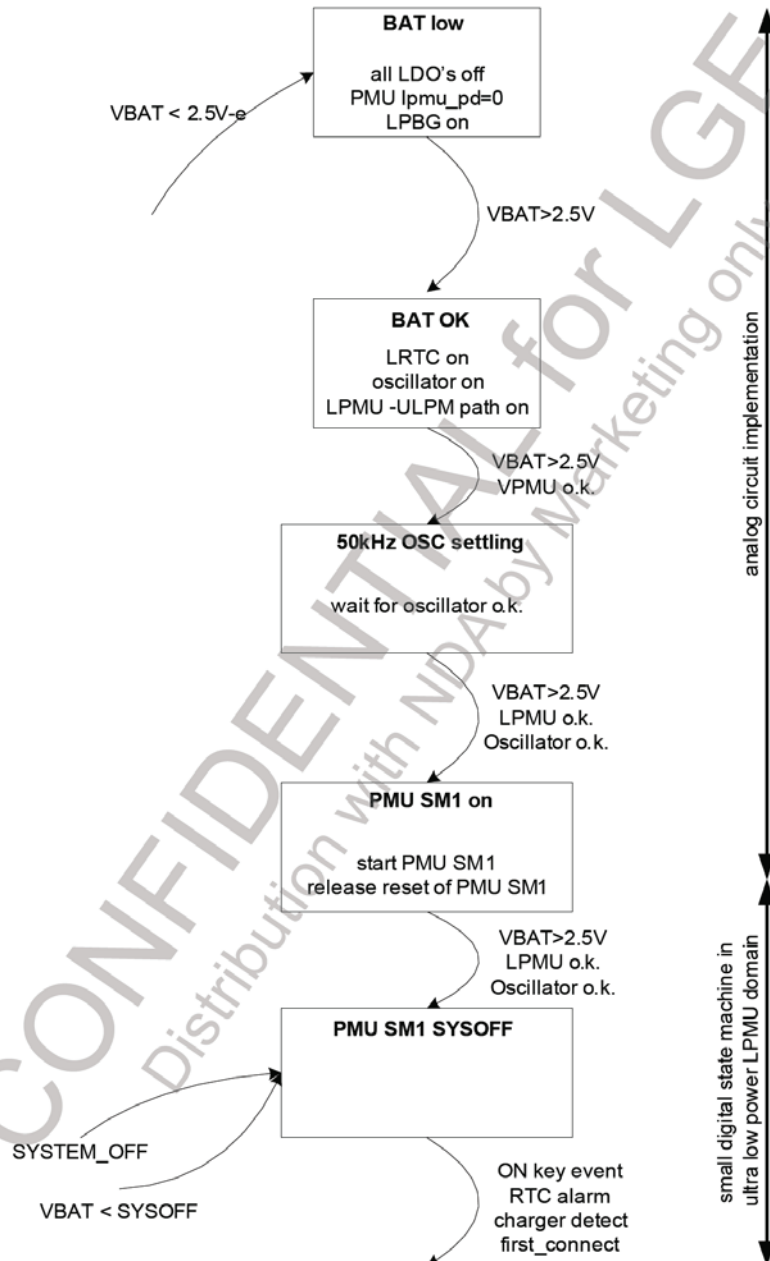 BAT low
all LDO's off
PMU lpmu_pd=0
LPBG on
VBAT < 2.5V-e
VBAT>2.5V
BAT OK
LRTC on
oscillator on
LPMU -ULPM path on
VBAT>2.5V
VPMU o.k.
50kHz OSC settling
wait for oscillator o.k.
VBAT>2.5V
LPMU o.k.
Oscillator o.k.
PMU SM1 on
start PMU SM1
release reset of PMU SM1
VBAT>2.5V
LPMU o.k.
Oscillator o.k.
PMU SM1 SYSOFF
SYSTEM_OFF
VBAT < SYSOFF
ON key event
RTC alarm
charger detect
first_connect
analog circuit implementation
small digital state machine in
ultra low power LPMU domain
CONFIDENTIAL for LGE
Distribution with NDA by Marketing only